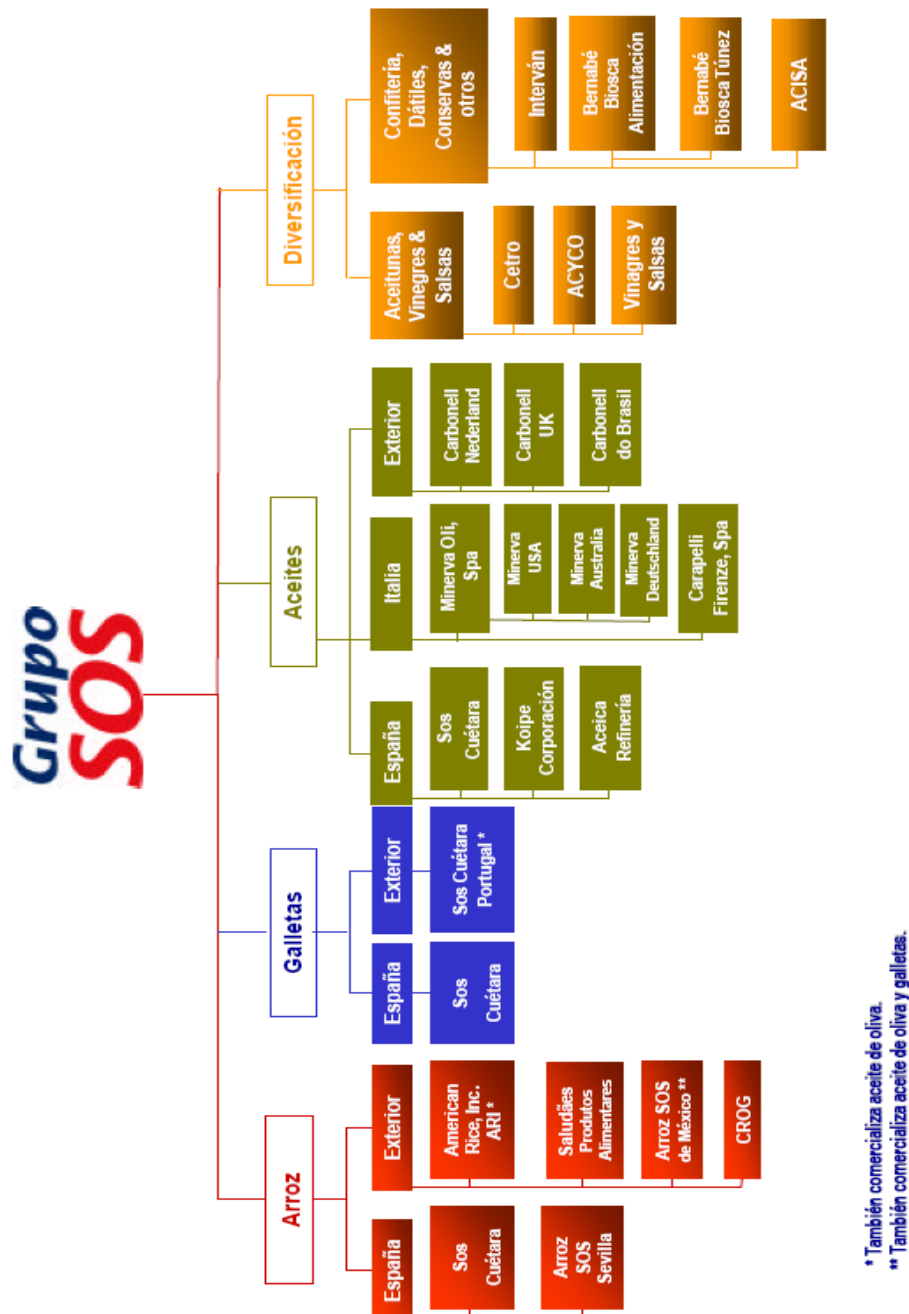 Grupo
SOS
Arroz
España
Sos
Cuétara
Arroz
SOS
Sevilla
Exterior
American
Rice, Inc.
ARI *
Saludães
Produtos
Alimentares
Arroz SOS
de México **
CROG
Galletas
España
Sos
Cuétara
Exterior
Sos Cuétara
Portugal *
Aceites
España
Sos
Cuétara
Koipe
Corporación
Aceica
Refinería
Italia
Minerva Oli,
Spa
Minerva
USA
Minerva
Australia
Minerva
Deutschland
Carapelli
Firenze, Spa
Exterior
Carbonell
Nederland
Carbonell
UK
Carbonell
do Brasil
Diversificación
Aceitunas,
Vinegres &
Salsas
Cetro
ACYCO
Vinagres y
Salsas
Confitería,
Dátiles,
Conservas &
otros
Interván
Bernabé
Biosca
Alimentación
Bernabé
Biosca Túnez
ACISA
* También comercializa aceite de oliva.
** También comercializa aceite de oliva y galletas.